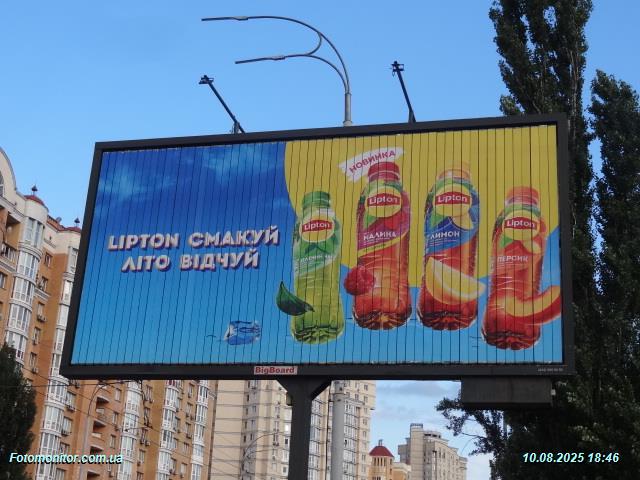 LIPTON СМАКУЙ
ЛІТО ВІДЧУЙ
НОВИНКА
Lipton
Lipton
МАЛИНА
Lipton
ЛИМОН
Lipton
ПЕРСИК
BigBoard
Fotomonitor.com.ua
10.08.2025 18:46